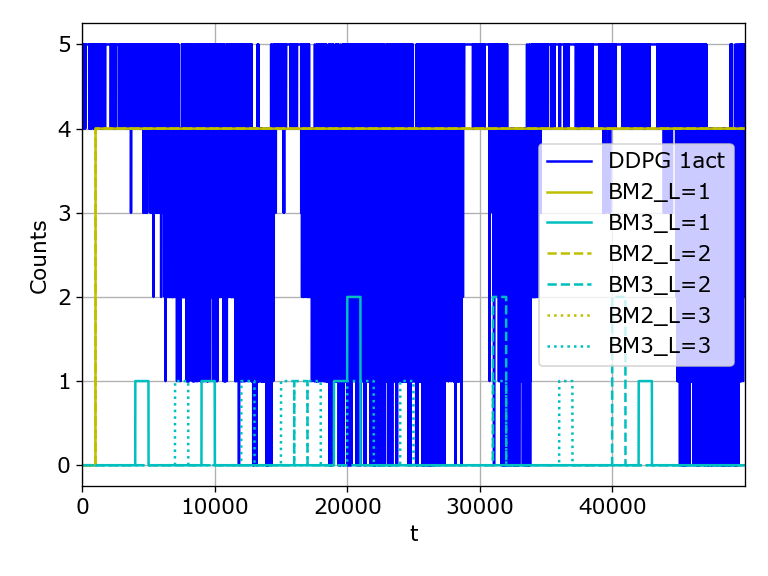 5
4
3
2
1
0
Counts
0 10000 20000 30000 40000
t
DDPG 1act
BM2_L=1
BM3_L=1
BM2_L=2
BM3_L=2
BM2_L=3
BM3_L=3